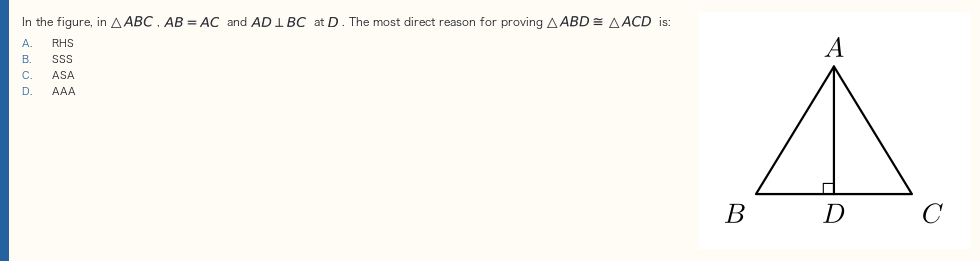 In the figure, in △ABC , AB = AC and AD ⊥ BC at D . The most direct reason for proving △ABD ≅ △ACD is:
A. RHS
B. SSS
C. ASA
D. AAA
A
B D C